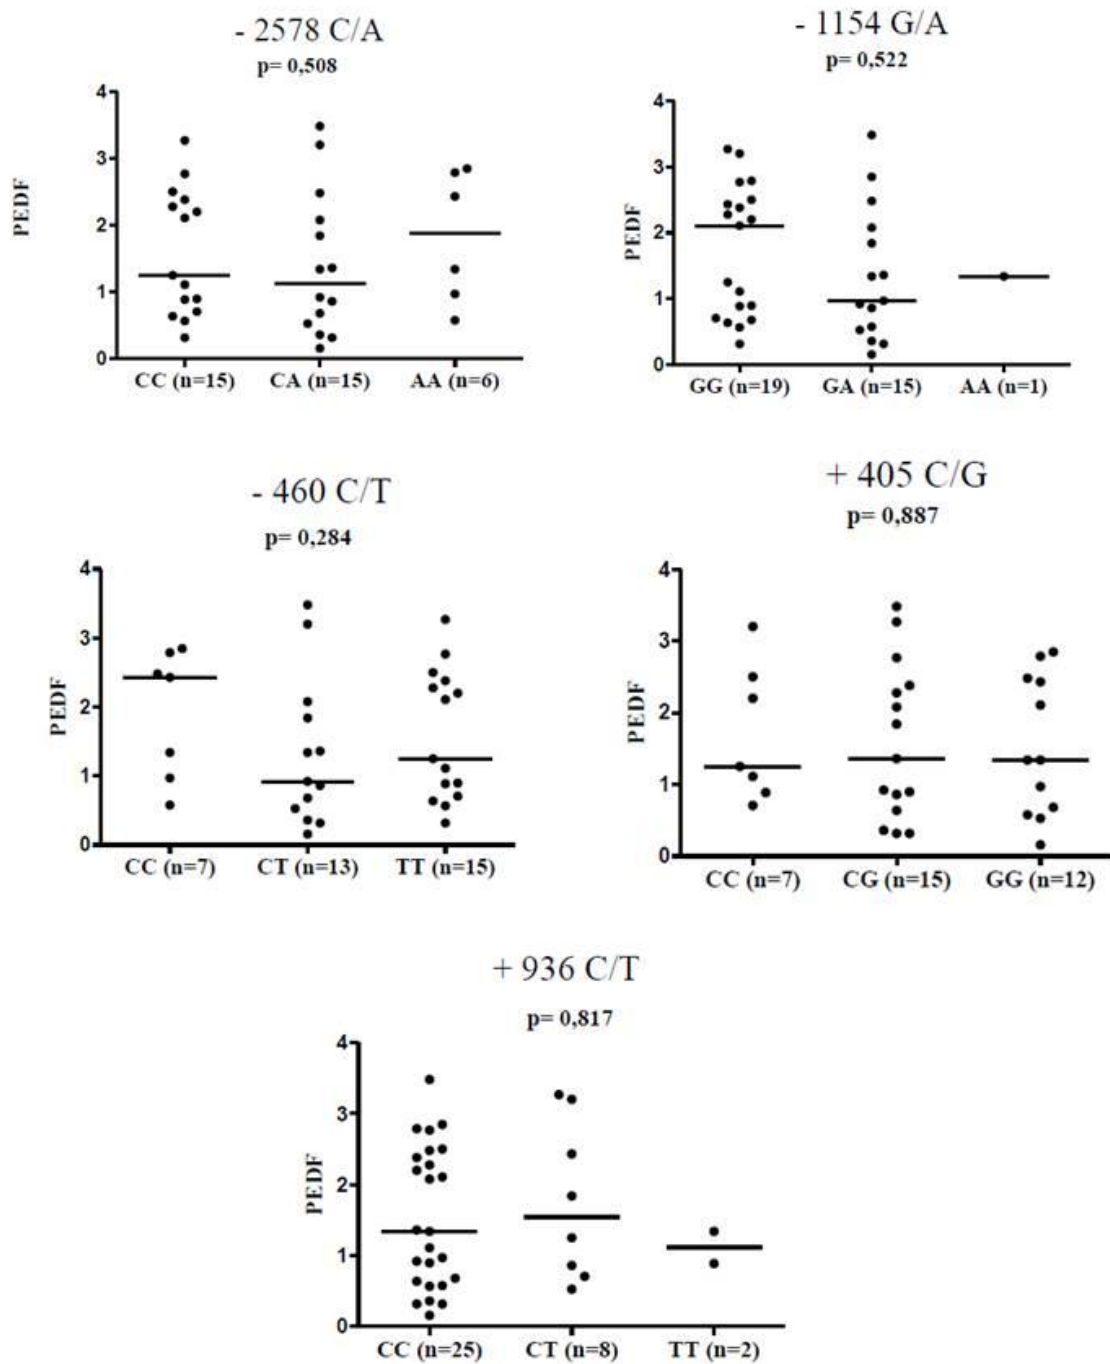 - 2578 C/A
p= 0,508
PEDF
4
3
2
1
0
CC (n=15) CA (n=15) AA (n=6)
- 1154 G/A
p= 0,522
PEDF
4
3
2
1
0
GG (n=19) GA (n=15) AA (n=1)
- 460 C/T
p= 0,284
PEDF
4
3
2
1
0
CC (n=7) CT (n=13) TT (n=15)
+ 405 C/G
p= 0,887
PEDF
4
3
2
1
0
CC (n=7) CG (n=15) GG (n=12)
+ 936 C/T
p= 0,817
PEDF
4
3
2
1
0
CC (n=25) CT (n=8) TT (n=2)